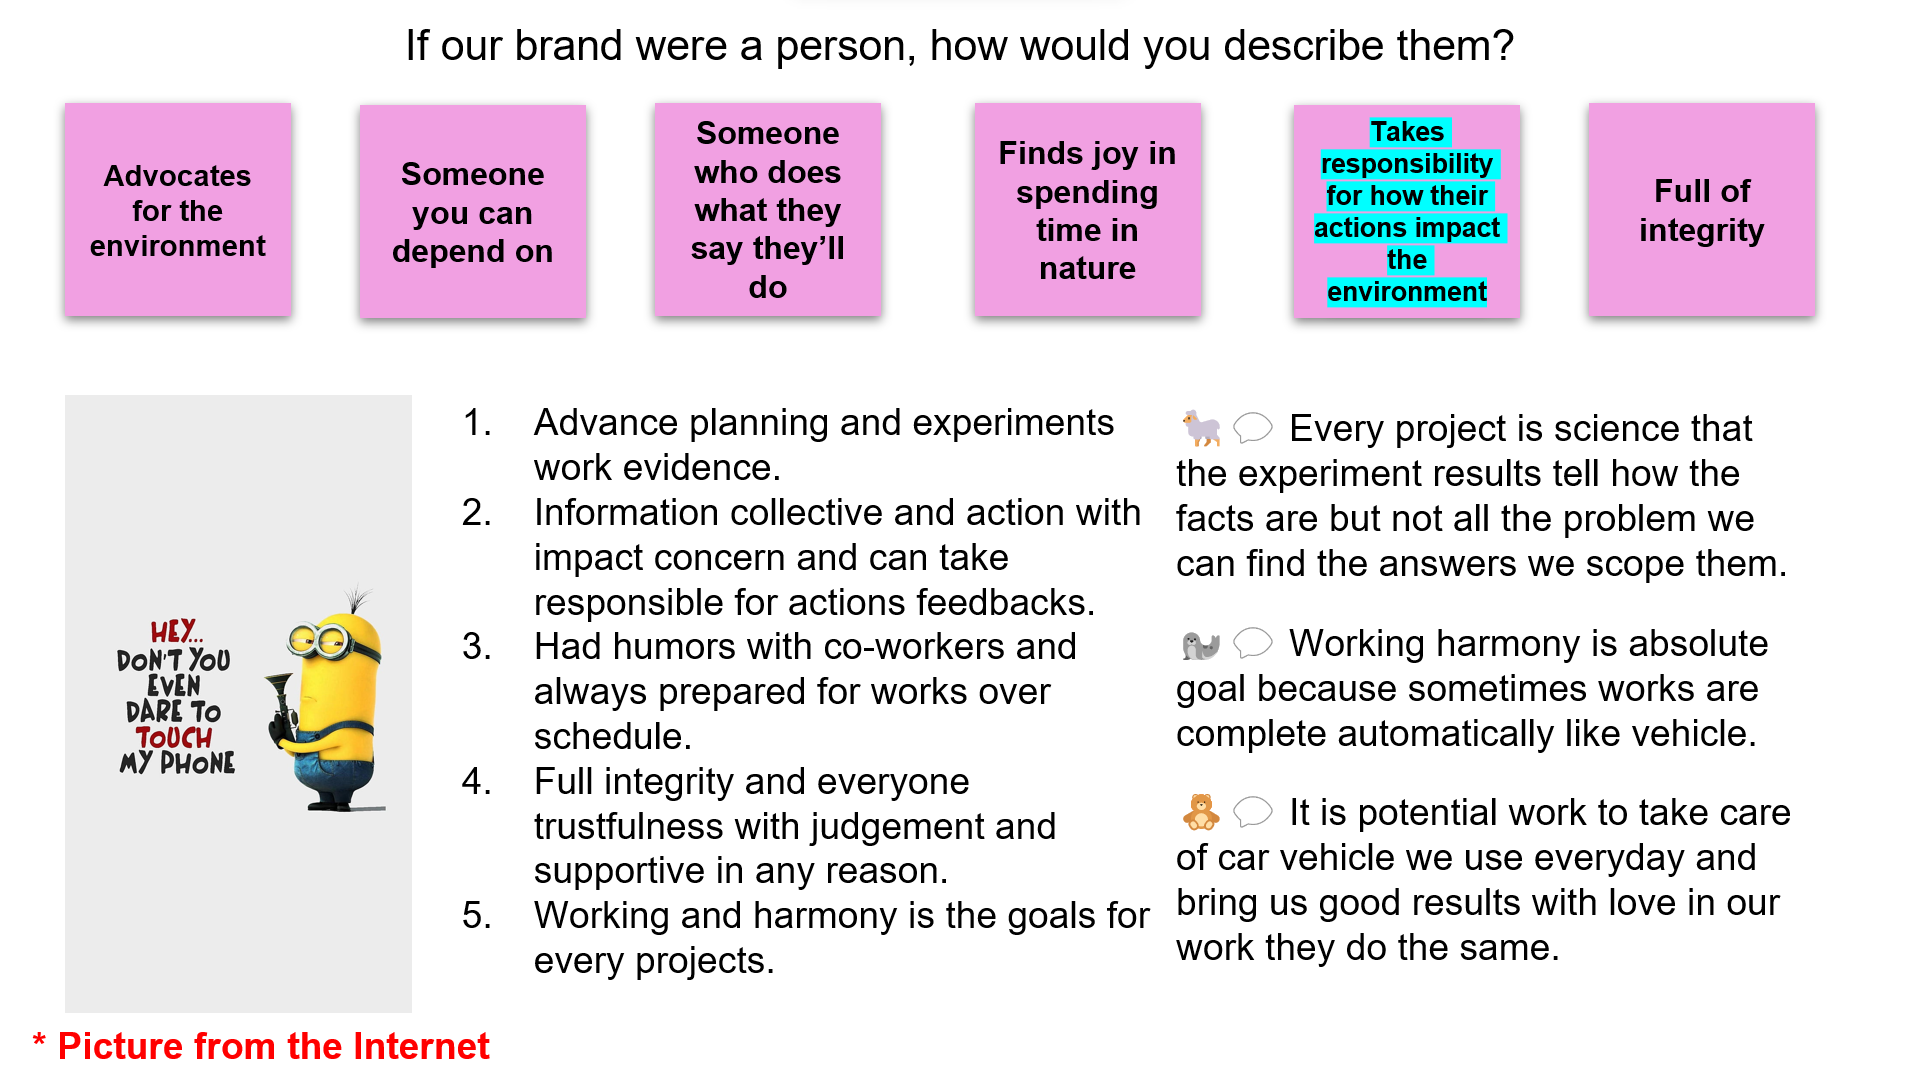 If our brand were a person, how would you describe them?
Advocates
for the
environment
Someone
you can
depend on
Someone
who does
what they
say they’ll
do
Finds joy in
spending
time in
nature
Takes
responsibility
for how their
actions impact
the
environment
Full of
integrity
HEY...
DON'T YOU
EVEN
DARE TO
TOUCH
MY PHONE
1. Advance planning and experiments
work evidence.
2. Information collective and action with
impact concern and can take
responsible for actions feedbacks.
3. Had humors with co-workers and
always prepared for works over
schedule.
4. Full integrity and everyone
trustfulness with judgement and
supportive in any reason.
5. Working and harmony is the goals for
every projects.
🐑💬 Every project is science that
the experiment results tell how the
facts are but not all the problem we
can find the answers we scope them.
🦭💬 Working harmony is absolute
goal because sometimes works are
complete automatically like vehicle.
🧸💬 It is potential work to take care
of car vehicle we use everyday and
bring us good results with love in our
work they do the same.
* Picture from the Internet